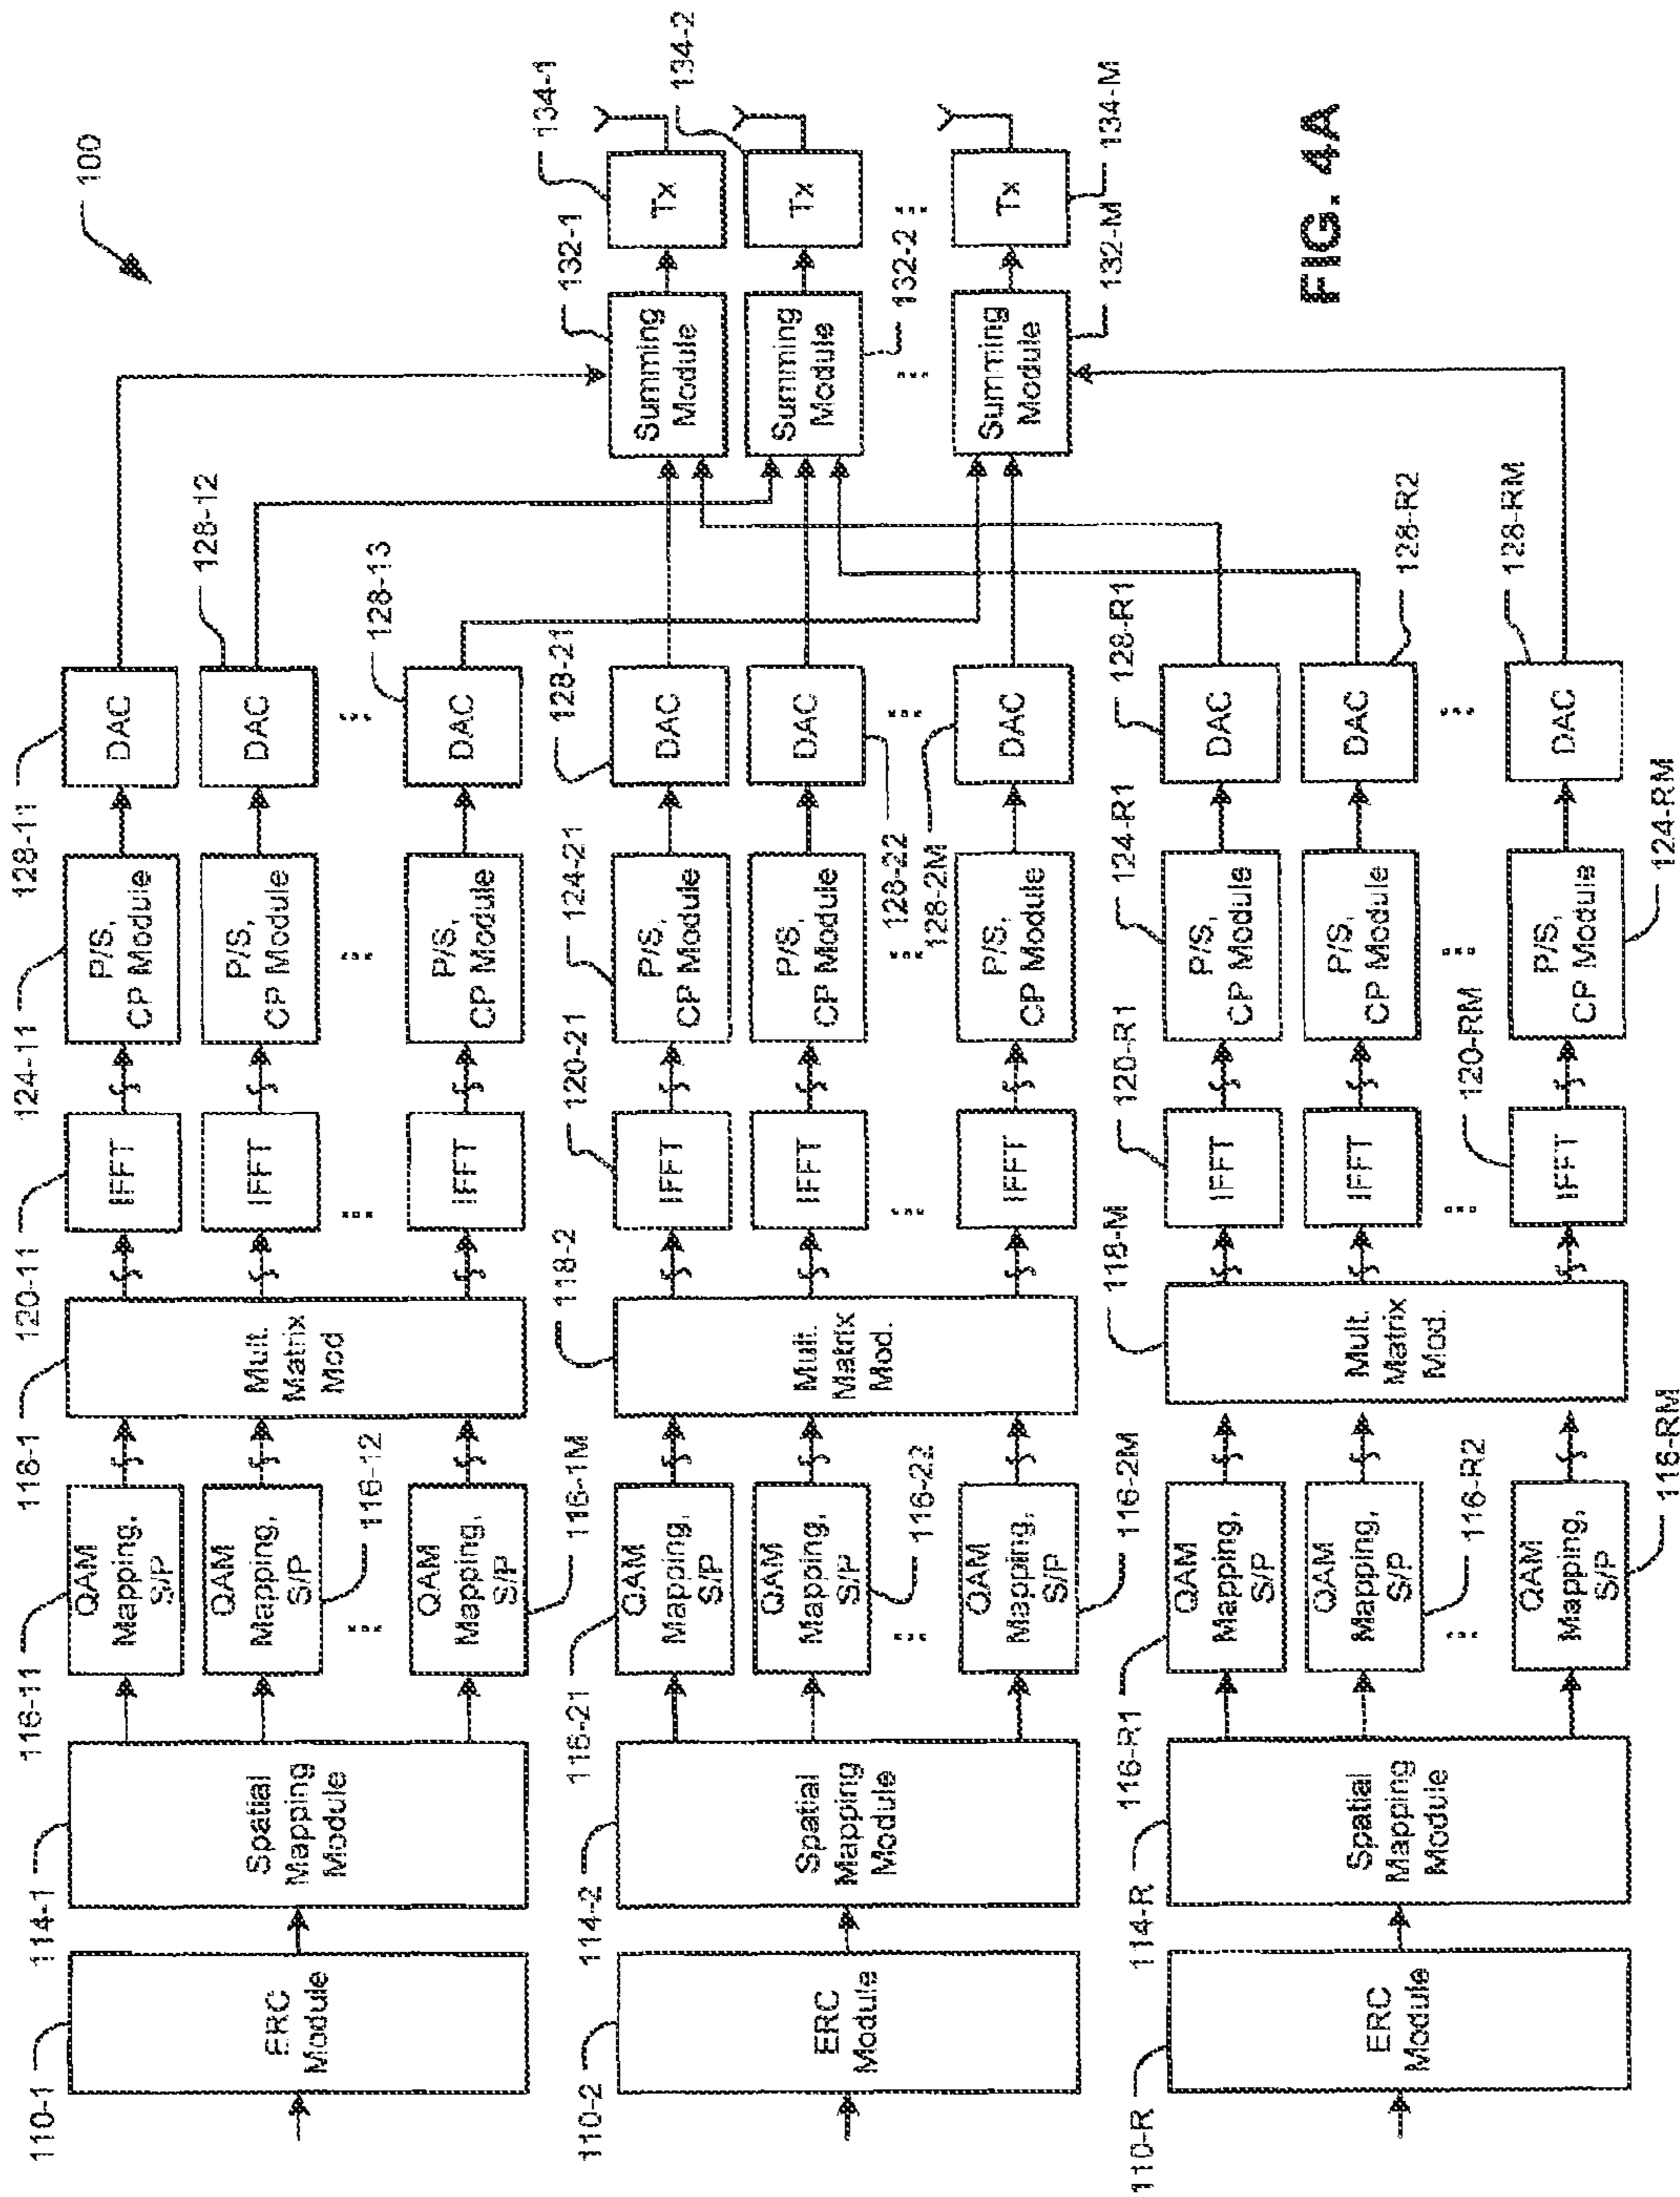 100
110-1
ERC
Module
114-1
Spatial
Mapping
Module
116-11
QAM
Mapping,
S/P
QAM
Mapping,
S/P
116-12
...
QAM
Mapping,
S/P
116-1M
118-1
Mult.
Matrix
Mod
120-11
IFFT
IFFT
...
IFFT
124-11
P/S,
CP Module
P/S,
CP Module
...
P/S,
CP Module
128-11
DAC
128-12
DAC
...
128-13
DAC
110-2
ERC
Module
114-2
Spatial
Mapping
Module
116-21
QAM
Mapping,
S/P
QAM
Mapping,
S/P
116-22
...
QAM
Mapping,
S/P
116-2M
118-2
Mult.
Matrix
Mod.
120-21
IFFT
IFFT
...
IFFT
124-21
P/S,
CP Module
P/S,
CP Module
...
P/S,
CP Module
128-21
DAC
DAC
128-22
...
128-2M
DAC
110-R
ERC
Module
114-R
Spatial
Mapping
Module
116-R1
QAM
Mapping,
S/P
QAM
Mapping,
S/P
116-R2
...
QAM
Mapping,
S/P
116-RM
118-M
Mult.
Matrix
Mod.
120-R1
IFFT
IFFT
...
120-RM
IFFT
124-R1
P/S,
CP Module
P/S,
CP Module
...
P/S,
CP Module
124-RM
128-R1
DAC
DAC
128-R2
...
128-RM
DAC
132-1
Summing
Module
134-1
Tx
Summing
Module
132-2
134-2
Tx
...
...
Summing
Module
132-M
Tx
134-M
FIG. 4A